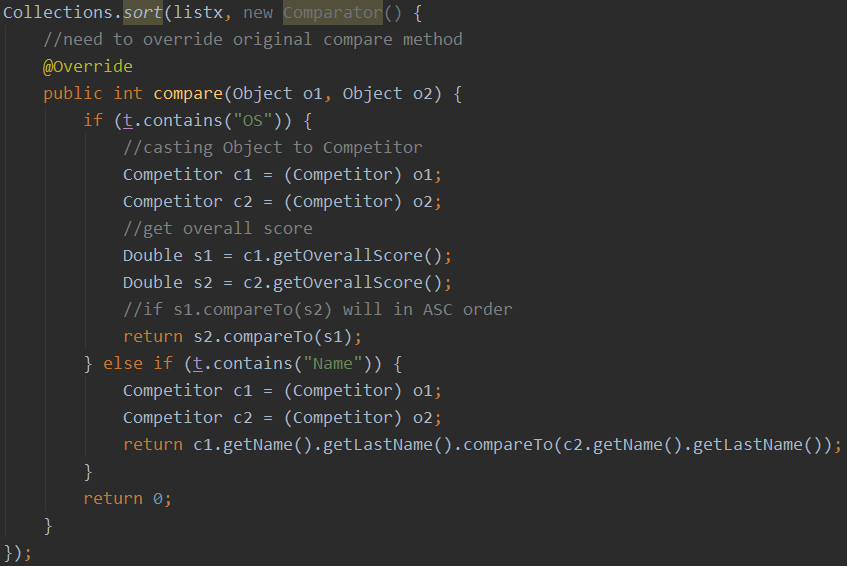 Collections.sort(listx, new Comparator() {
    //need to override original compare method
    @Override
    public int compare(Object o1, Object o2) {
        if (t.contains("OS")) {
            //casting Object to Competitor
            Competitor c1 = (Competitor) o1;
            Competitor c2 = (Competitor) o2;
            //get overall score
            Double s1 = c1.getOverallScore();
            Double s2 = c2.getOverallScore();
            //if s1.compareTo(s2) will in ASC order
            return s2.compareTo(s1);
        } else if (t.contains("Name")) {
            Competitor c1 = (Competitor) o1;
            Competitor c2 = (Competitor) o2;
            return c1.getName().getLastName().compareTo(c2.getName().getLastName());
        }
        return 0;
    }
});